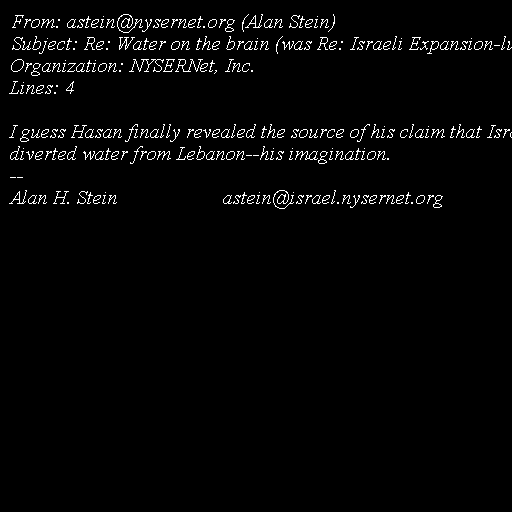 From: astein@nysernet.org (Alan Stein)
Subject: Re: Water on the brain (was Re: Israeli Expansion-lu
Organization: NYSERNet, Inc.
Lines: 4

I guess Hasan finally revealed the source of his claim that Isr
diverted water from Lebanon--his imagination.
--
Alan H. Stein astein@israel.nysernet.org